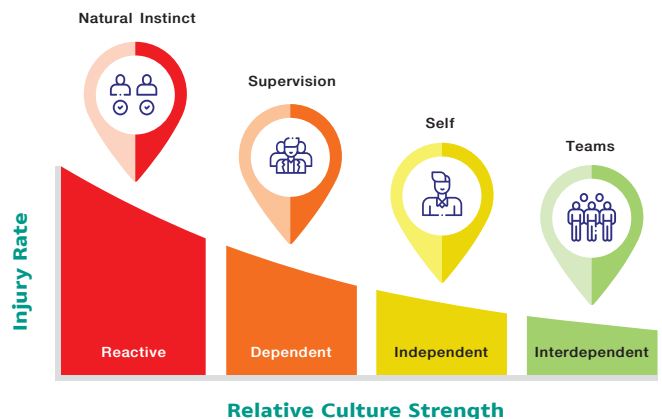 Natural Instinct
Supervision
Self
Teams
Injury Rate
Reactive
Dependent
Independent
Interdependent
Relative Culture Strength